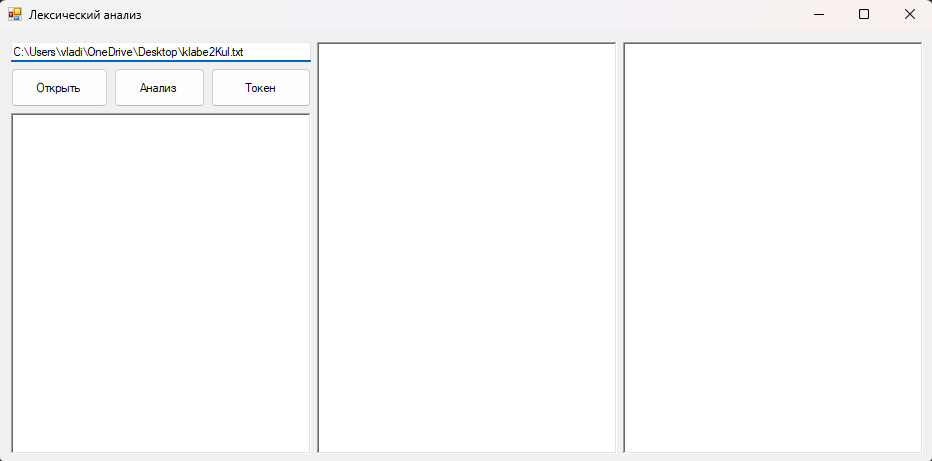 Лексический анализ
C:\Users\vladi\OneDrive\Desktop\klabe2Kul.txt
Открыть
Анализ
Токен